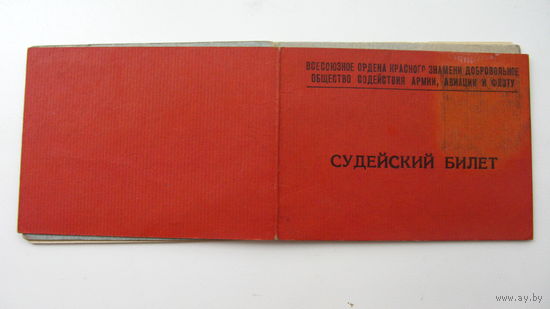 ВСЕСОЮЗНОЕ ОРДЕНА КРАСНОГО ЗНАМЕНИ ДОБРОВОЛЬНОЕ
ОБЩЕСТВО СОДЕЙСТВИЯ АРМИИ, АВИАЦИИ И ФЛОТУ
СУДЕЙСКИЙ БИЛЕТ
www.ay.by